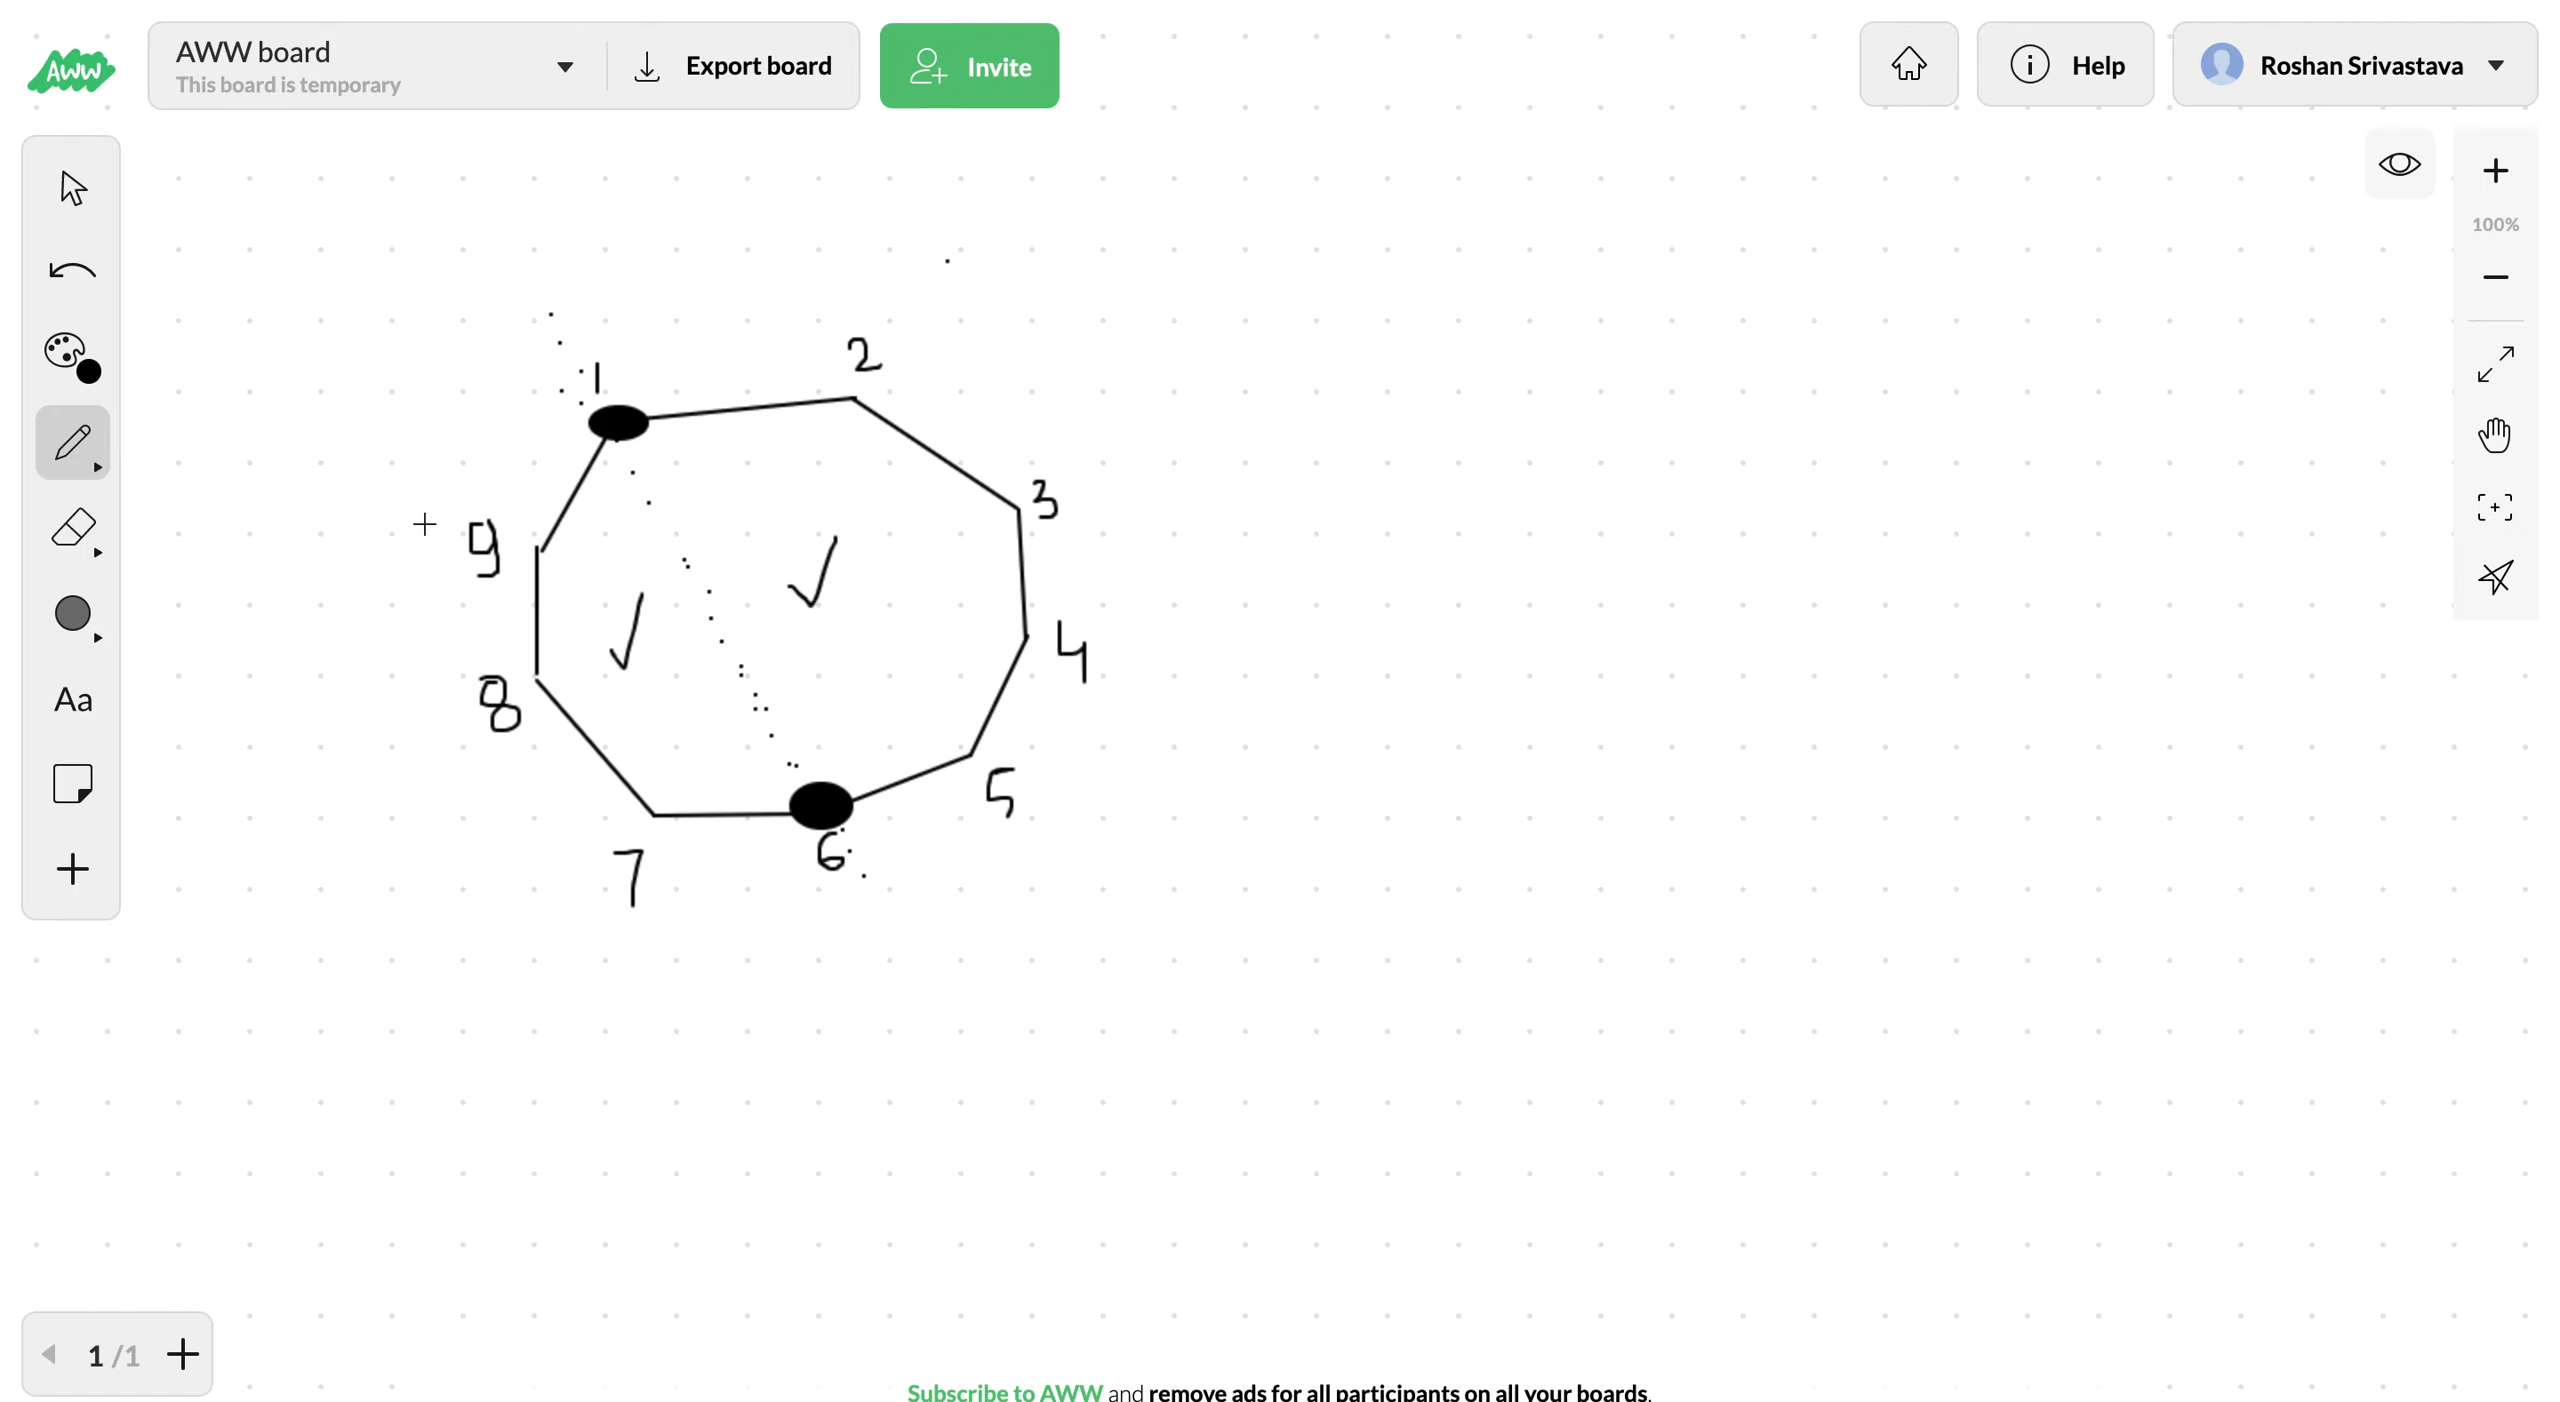 AWW
AWW board
This board is temporary
Export board
Invite
Help
Roshan Srivastava
100%
Aa
1
2
3
4
5
6
7
8
9
1 /1
Subscribe to AWW and remove ads for all participants on all your boards.